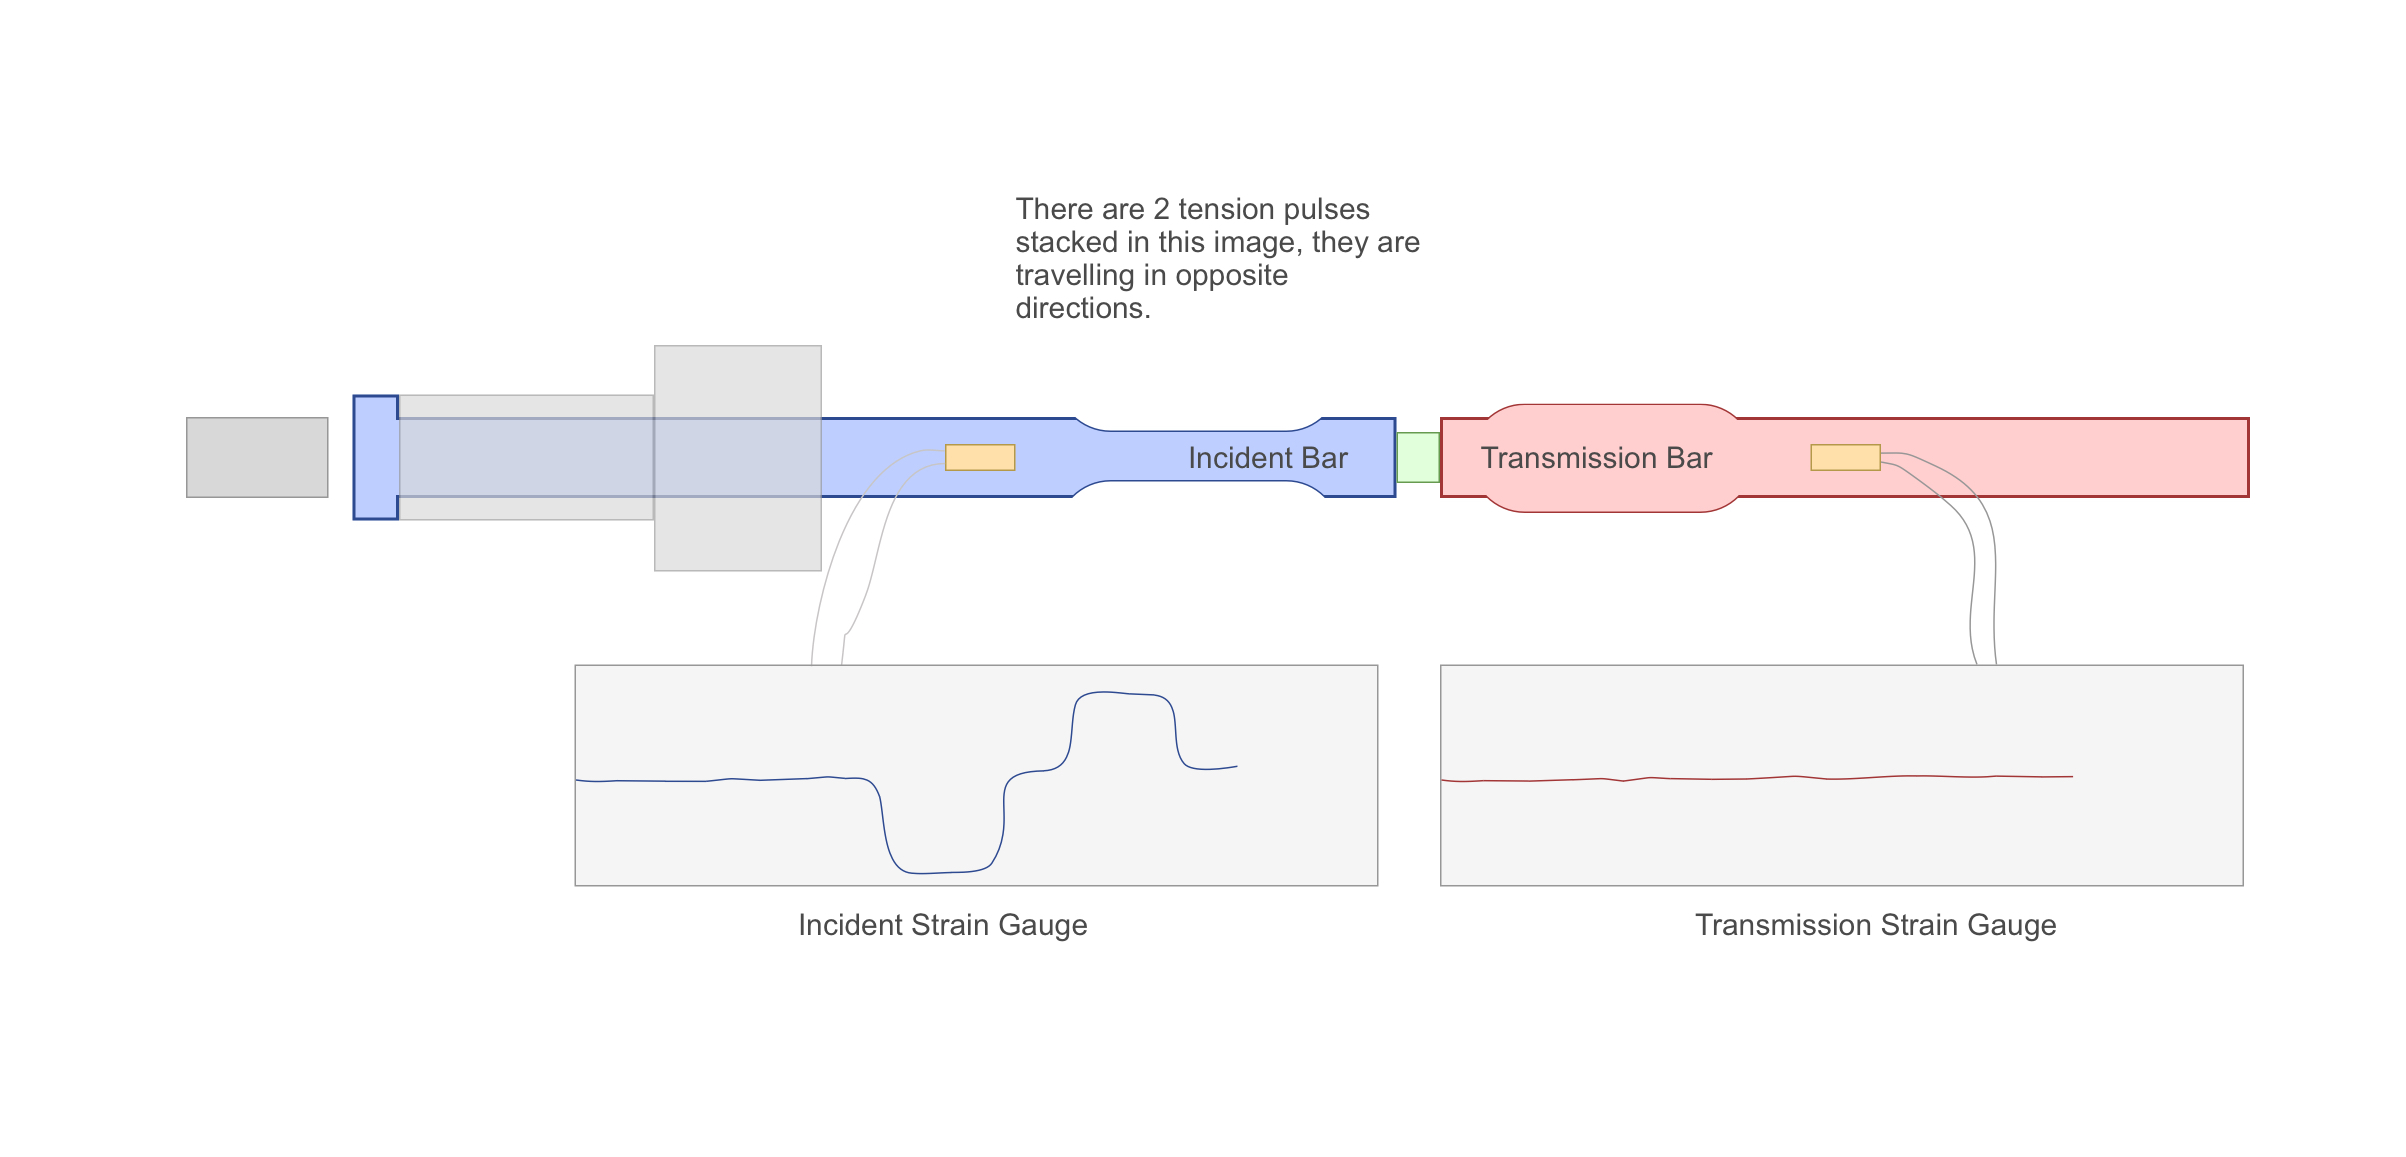 There are 2 tension pulses
stacked in this image, they are
travelling in opposite
directions.
Incident Bar
Transmission Bar
Incident Strain Gauge
Transmission Strain Gauge